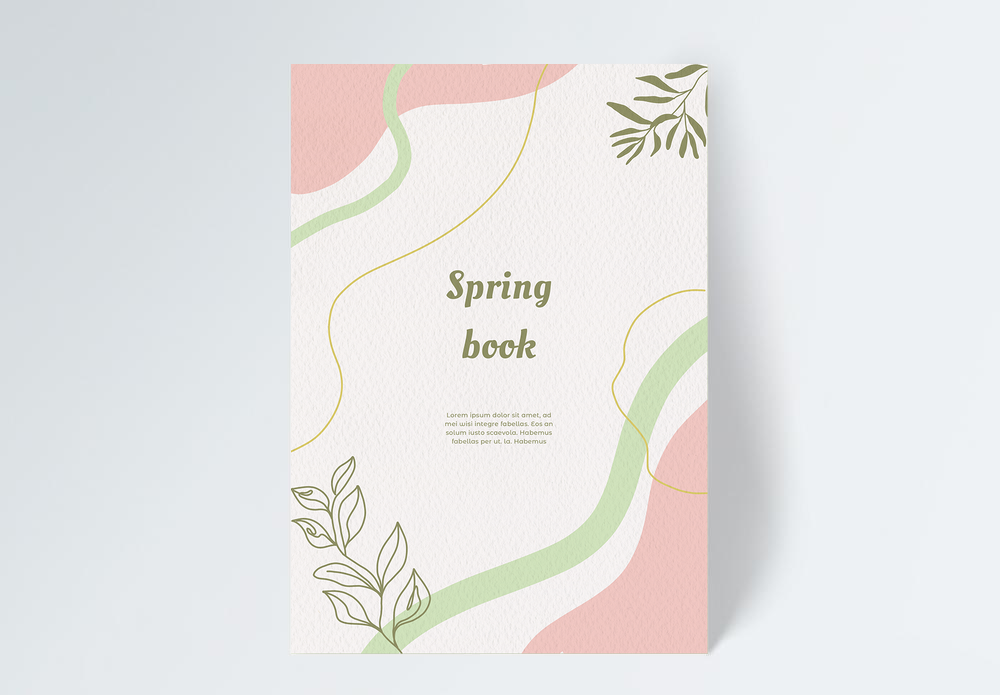 Spring
book
Lorem ipsum dolor sit amet, ad
mei wisi integre fabellas. Eos an
solum iusto scaevola. Habemus
fabellas per ut. la. Habemus